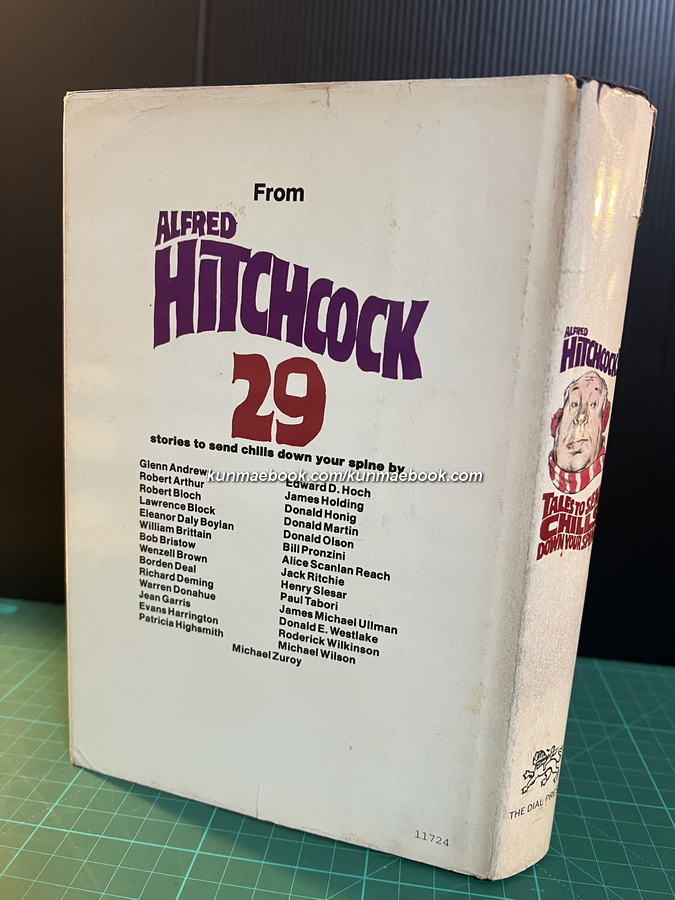 From
ALFRED
HITCHCOCK
29
stories to send chills down your spine by
kunmaebook.com/kunmaebook.com
Glenn Andrew
Robert Arthur
Robert Bloch
Lawrence Block
Eleanor Daly Boylan
William Brittain
Bob Bristow
Wenzell Brown
Borden Deal
Richard Deming
Warren Donahue
Jean Garris
Evans Harrington
Patricia Highsmith
Edward D. Hoch
James Holding
Donald Honig
Donald Martin
Donald Olson
Bill Pronzini
Alice Scanlan Reach
Jack Ritchie
Henry Slesar
Paul Tabori
James Michael Ullman
Donald E. Westlake
Roderick Wilkinson
Michael Wilson
Michael Zuroy
11724
ALFRED
HITCHCOCK
TALES TO
CHILLS
DOWN YOUR
THE DIAL